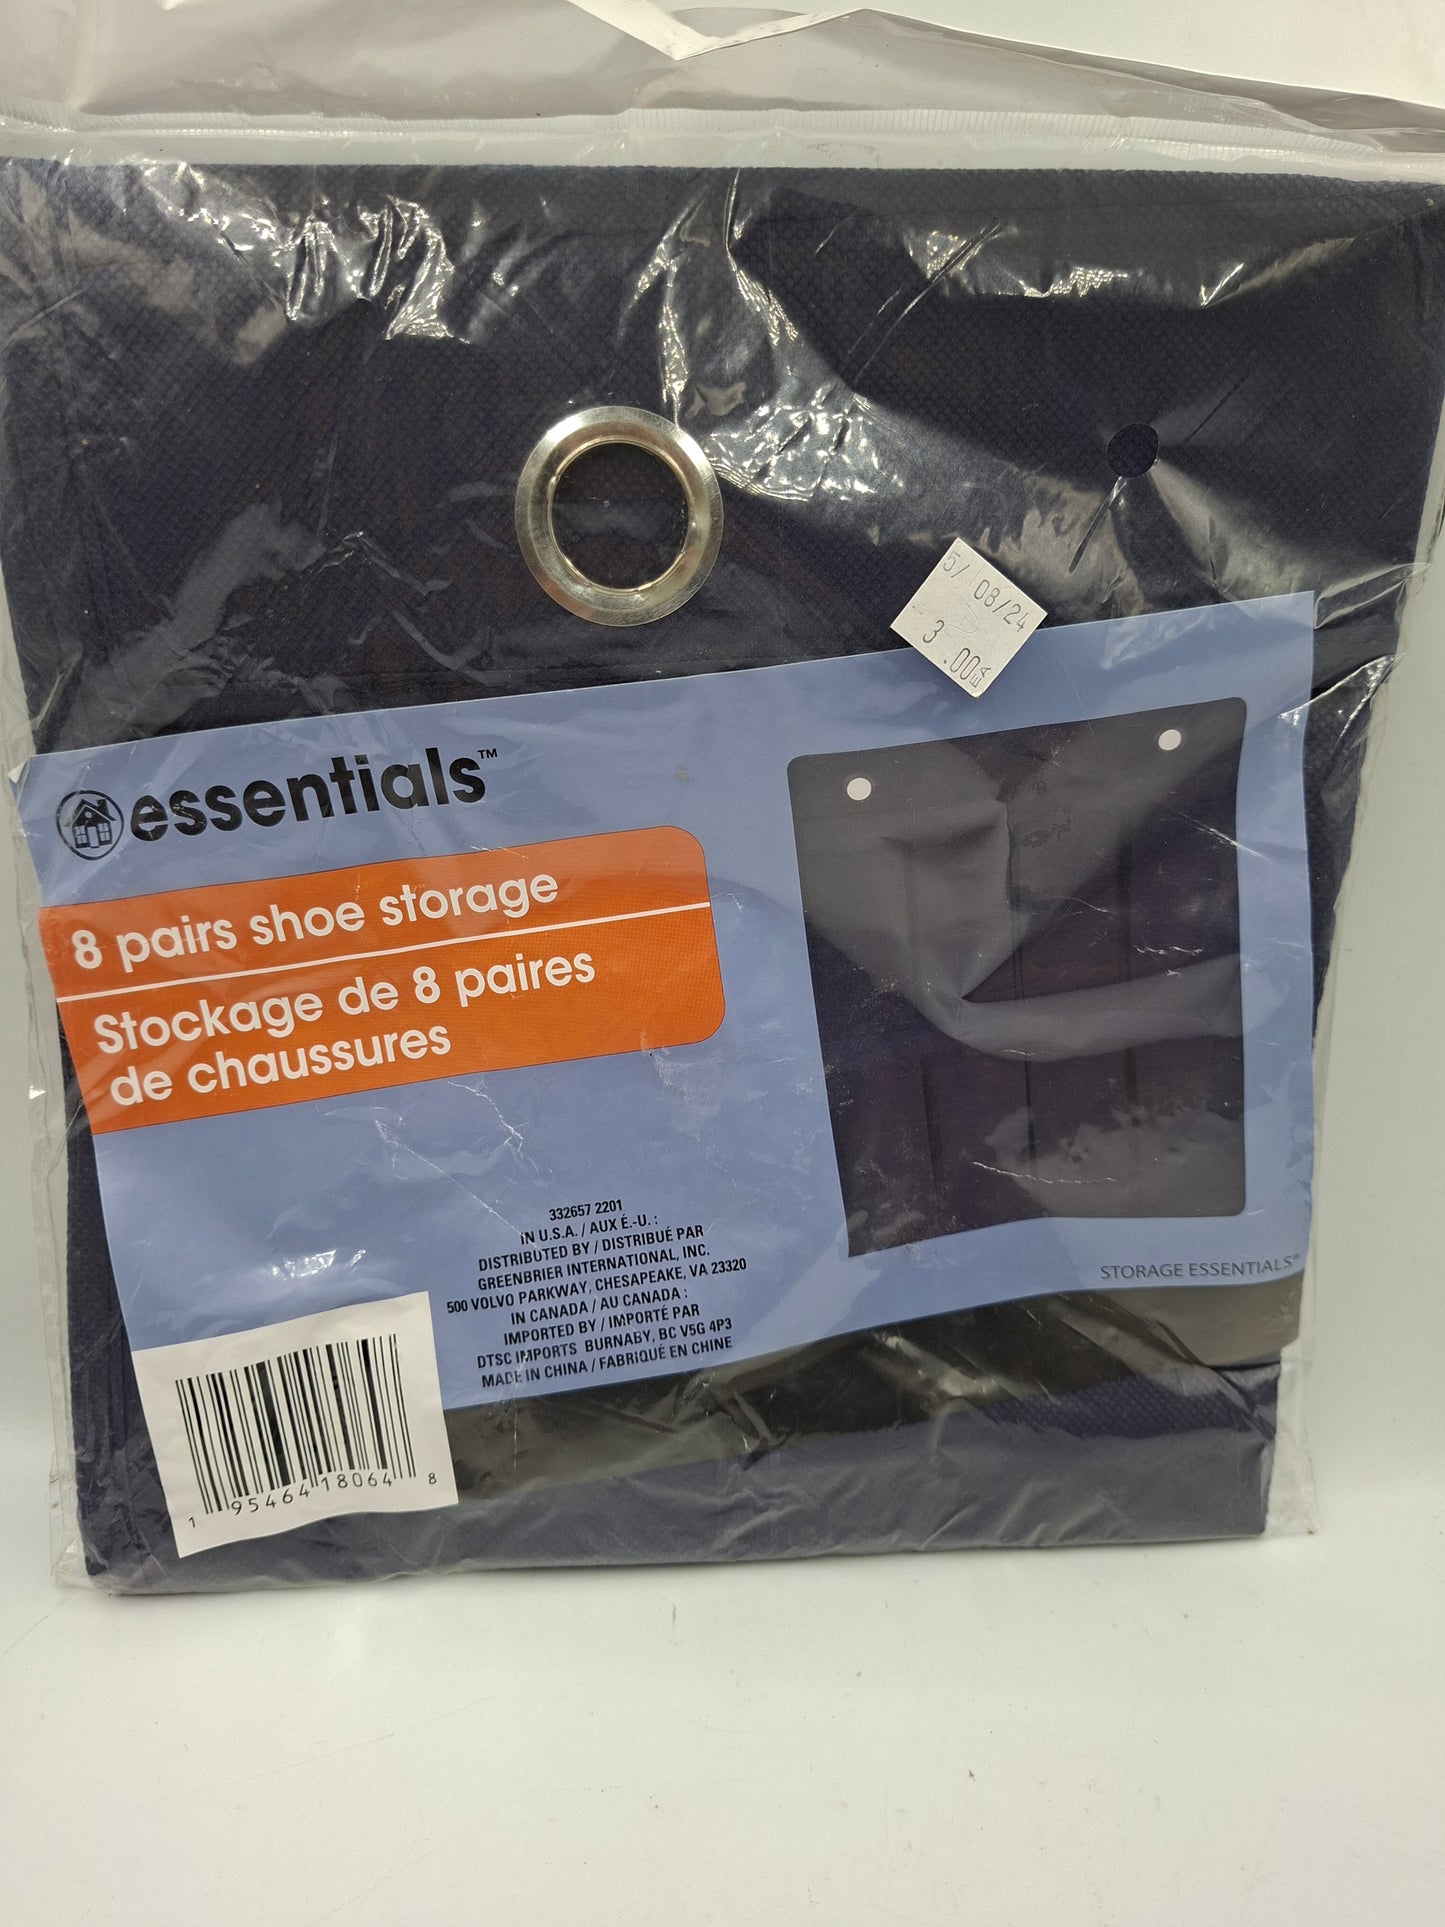 5/ 08/24
3 .00EA
essentials™
8 pairs shoe storage
Stockage de 8 paires
de chaussures
332657 2201
IN U.S.A. / AUX É.-U. :
DISTRIBUTED BY / DISTRIBUÉ PAR
GREENBRIER INTERNATIONAL, INC.
500 VOLVO PARKWAY, CHESAPEAKE, VA 23320
IN CANADA / AU CANADA :
IMPORTED BY / IMPORTÉ PAR
DTSC IMPORTS BURNABY, BC V5G 4P3
MADE IN CHINA / FABRIQUÉ EN CHINE
STORAGE ESSENTIALS®
1 95464 18064 8